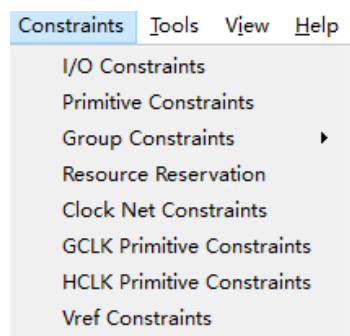 Constraints Tools View Help
I/O Constraints
Primitive Constraints
Group Constraints
Resource Reservation
Clock Net Constraints
GCLK Primitive Constraints
HCLK Primitive Constraints
Vref Constraints